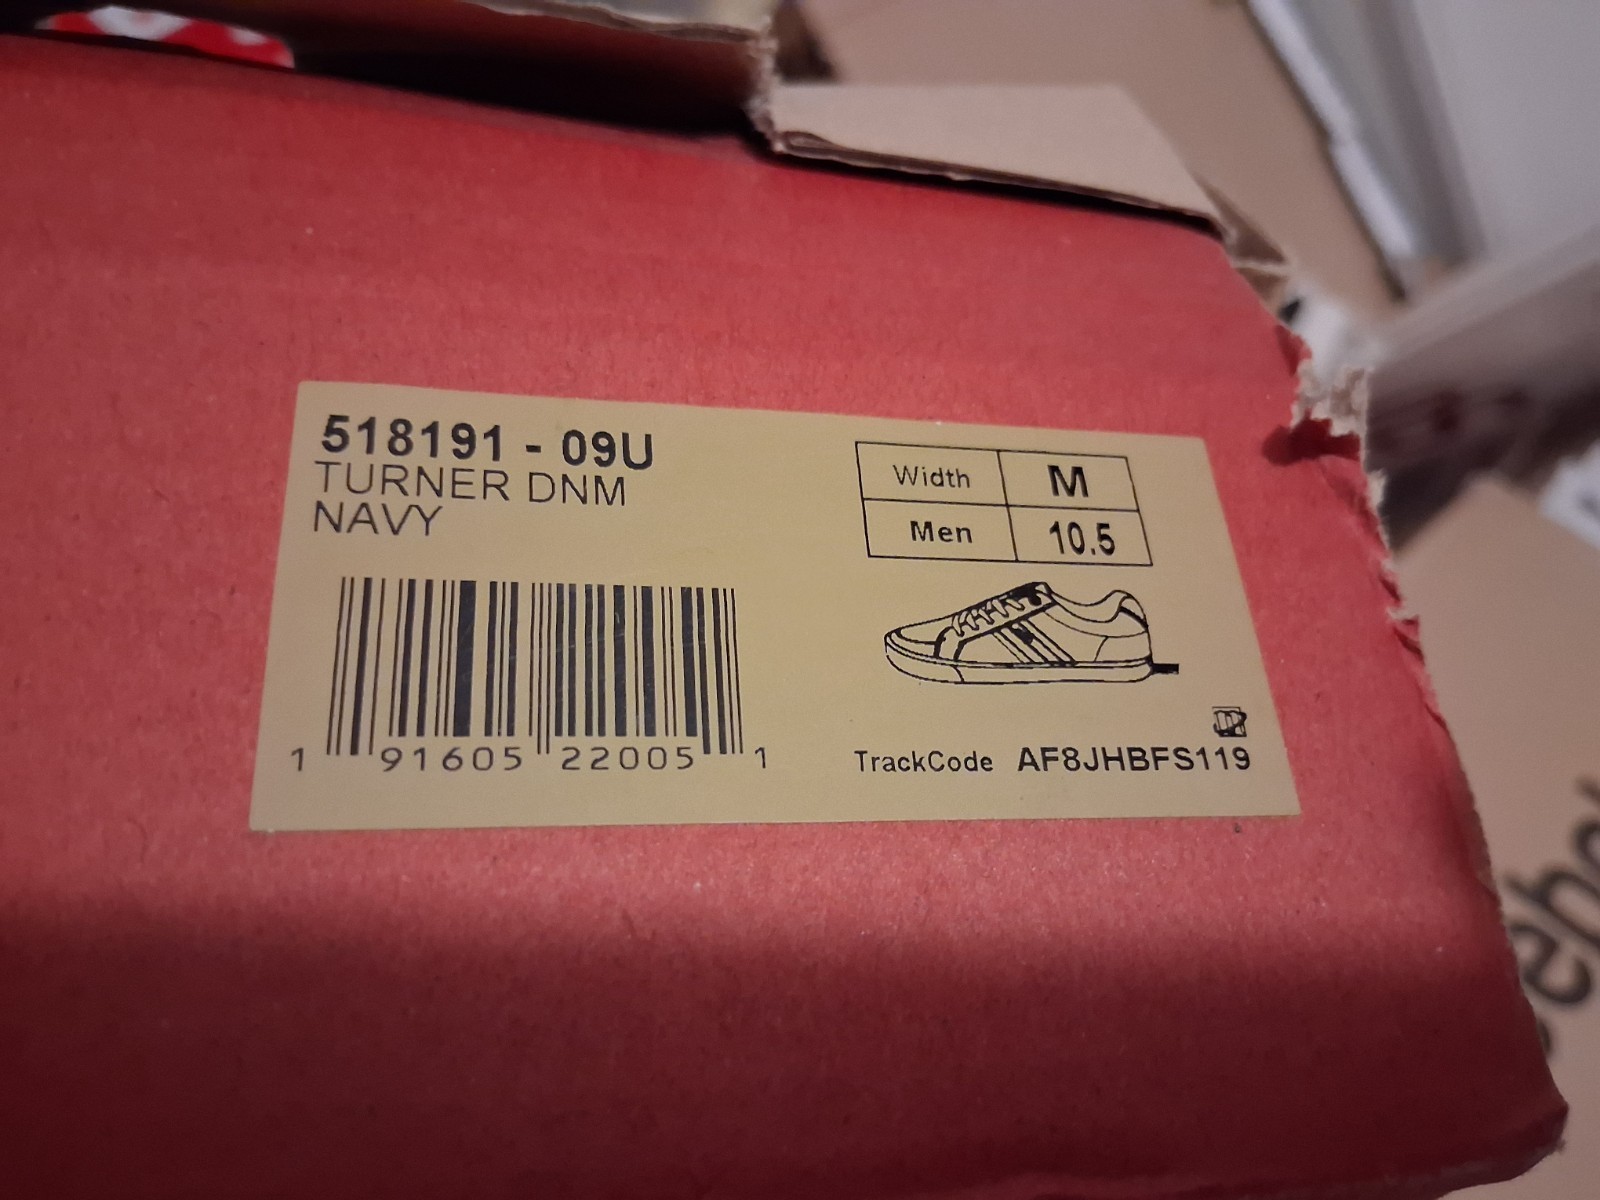 518191 - 09U
TURNER DNM
NAVY
Width M
Men 10.5
1 91605 22005 1
TrackCode AF8JHBFS119